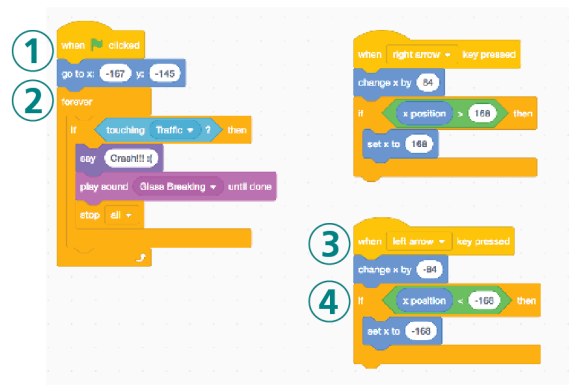 1
when clicked
go to x: -167 y: -145
2
forever
if touching Traffic ? then
say Crash!!! :(
play sound Glass Breaking until done
stop all
when right arrow key pressed
change x by 84
if x position > 168 then
set x to 168
3
when left arrow key pressed
change x by -84
4
if x position < -168 then
set x to -168